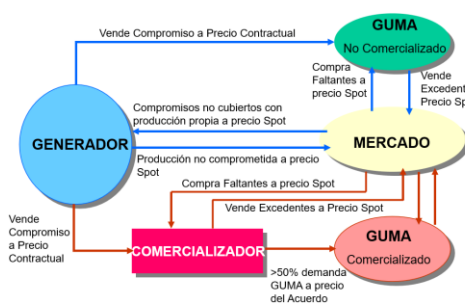 Vende Compromiso a Precio Contractual
GUMA
No Comercializado
Compra
Faltantes a
precio Spot
Vende
Excedent
Precio Sp
Compromisos no cubiertos con
producción propia a precio Spot
GENERADOR
MERCADO
Producción no comprometida a precio
Spot
Compra Faltantes a precio Spot
Vende Excedentes a Precio Spot
Vende
Compromiso
a Precio
Contractual
COMERCIALIZADOR
GUMA
Comercializado
>50% demanda
GUMA a precio
del Acuerdo